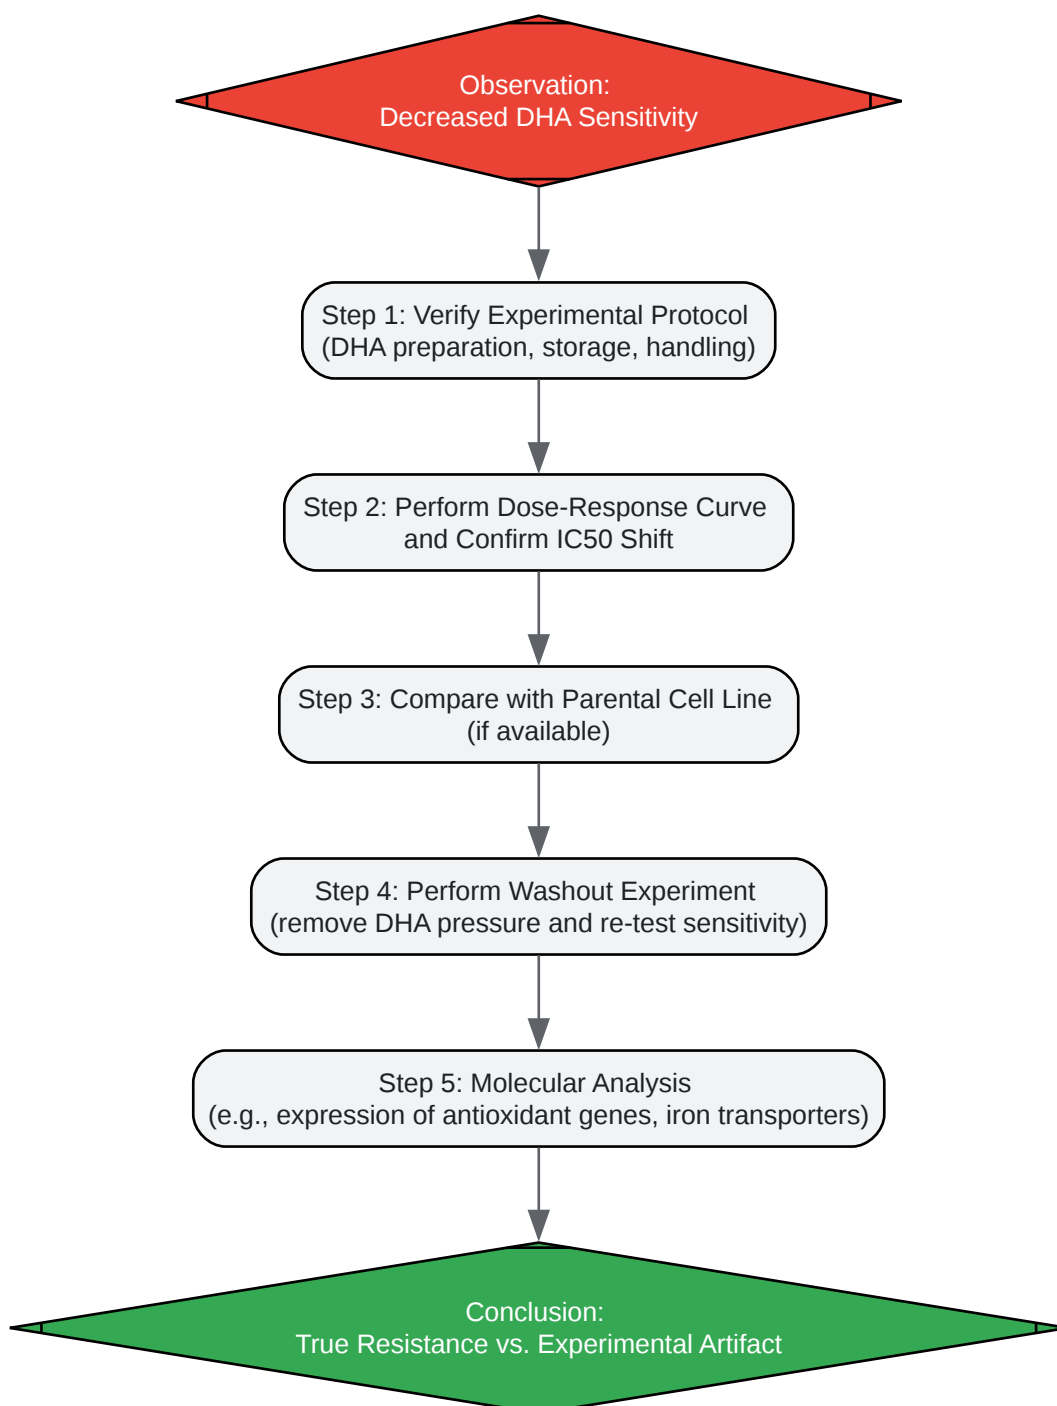 Observation:
Decreased DHA Sensitivity
Step 1: Verify Experimental Protocol
(DHA preparation, storage, handling)
Step 2: Perform Dose-Response Curve
and Confirm IC50 Shift
Step 3: Compare with Parental Cell Line
(if available)
Step 4: Perform Washout Experiment
(remove DHA pressure and re-test sensitivity)
Step 5: Molecular Analysis
(e.g., expression of antioxidant genes, iron transporters)
Conclusion:
True Resistance vs. Experimental Artifact